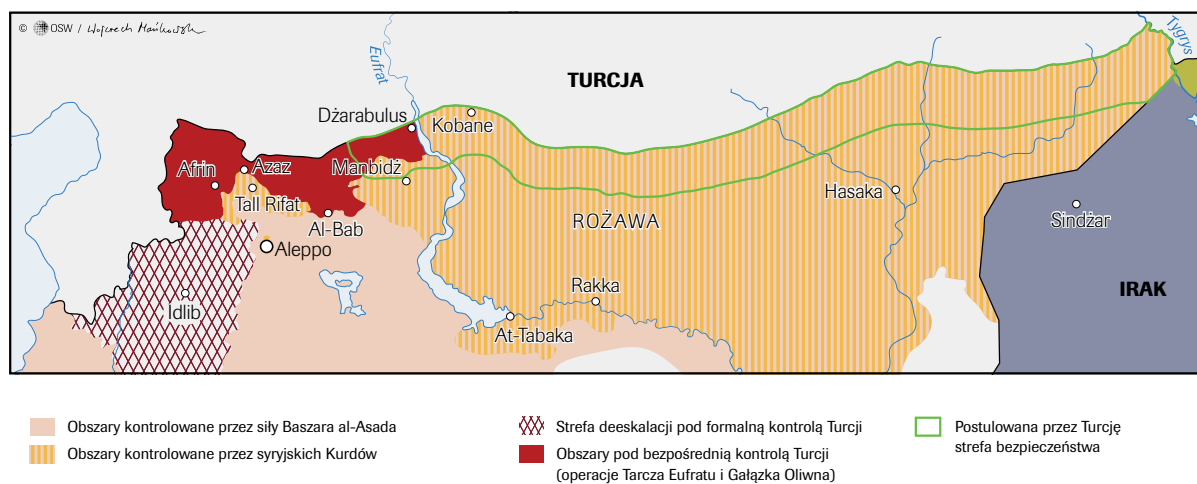 © OSW / Wojciech Mańkowski
Tygrys
Eufrat
TURCJA
Dżarabulus
Kobane
Afrin
Azaz
Manbidż
Tall Rifat
Hasaka
Al-Bab
ROŻAWA
Sindżar
Aleppo
Idlib
Rakka
IRAK
At-Tabaka
Obszary kontrolowane przez siły Baszara al-Asada
Obszary kontrolowane przez syryjskich Kurdów
Strefa deeskalacji pod formalną kontrolą Turcji
Obszary pod bezpośrednią kontrolą Turcji
(operacje Tarcza Eufratu i Gałązka Oliwna)
Postulowana przez Turcję
strefa bezpieczeństwa